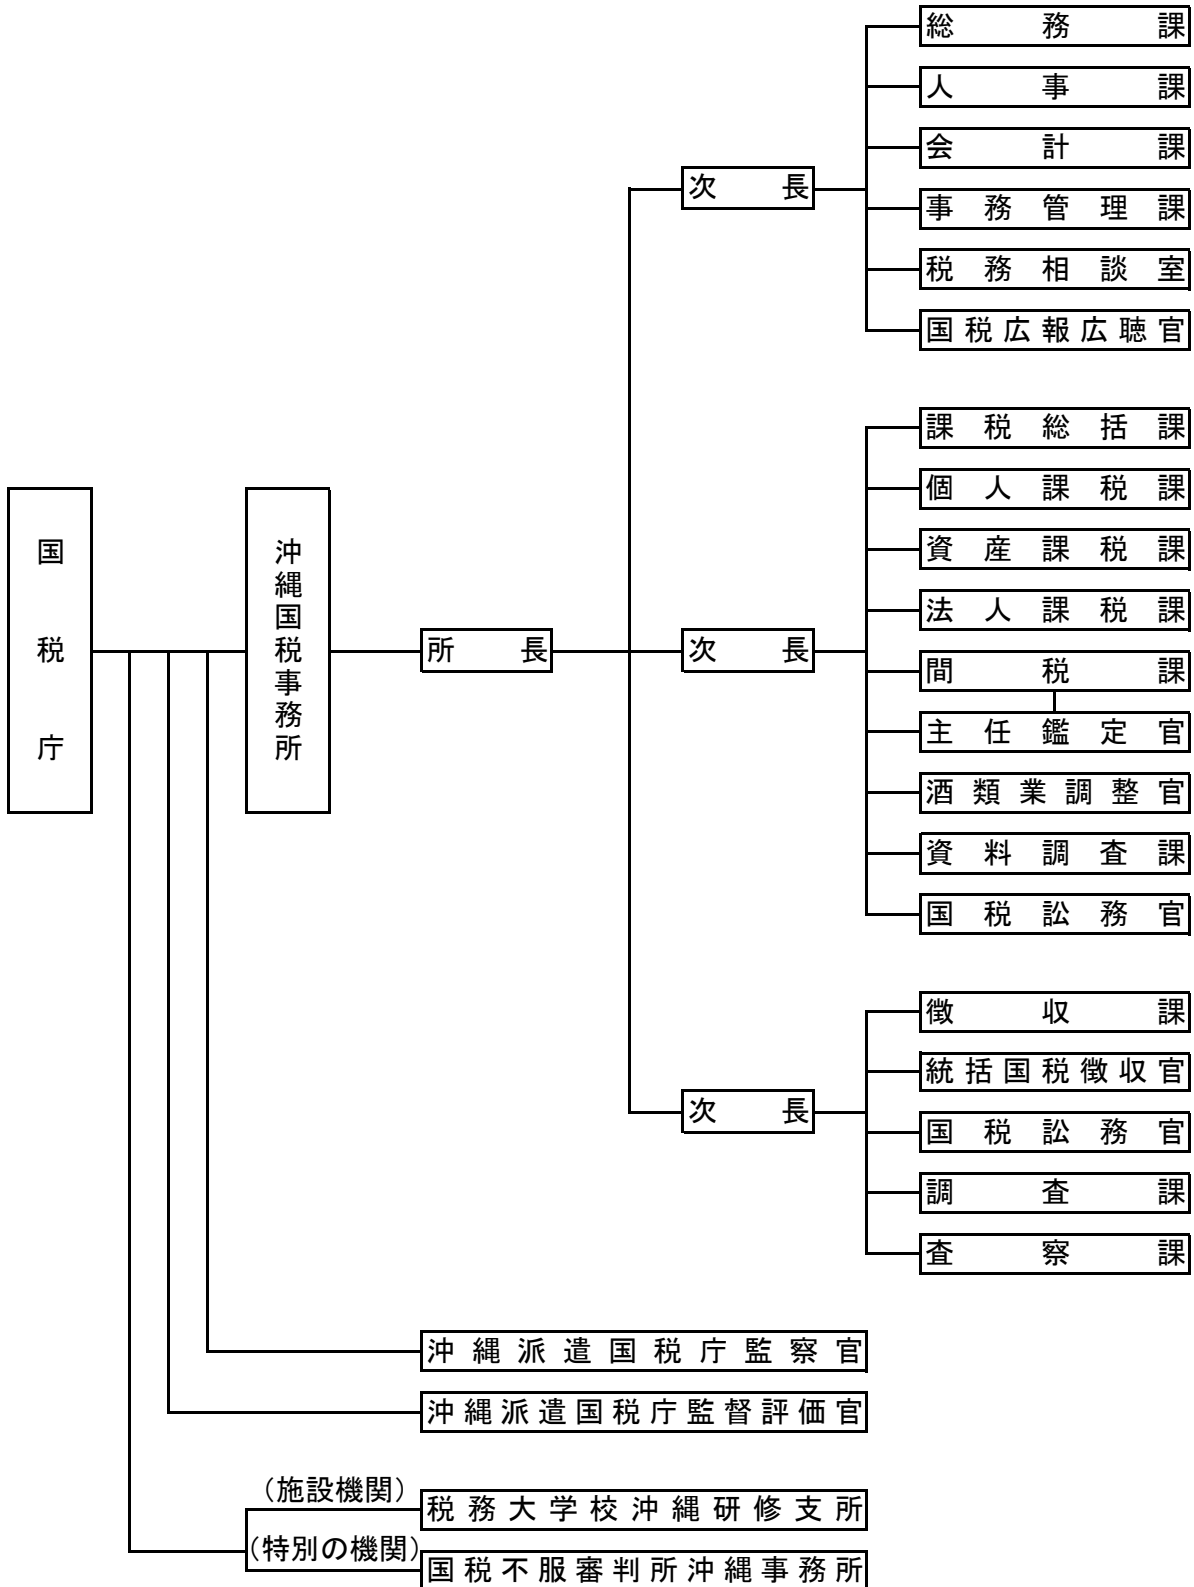 総務課
人事課
会計課
次長
事務管理課
税務相談室
国税広報広聴官
課税総括課
個人課税課
資産課税課
法人課税課
国税庁
沖縄国税事務所
所長
次長
間税課
主任鑑定官
酒類業調整官
資料調査課
国税訟務官
徴収課
統括国税徴収官
次長
国税訟務官
調査課
査察課
沖縄派遣国税庁監察官
沖縄派遣国税庁監督評価官
(施設機関)
税務大学校沖縄研修支所
(特別の機関)
国税不服審判所沖縄事務所